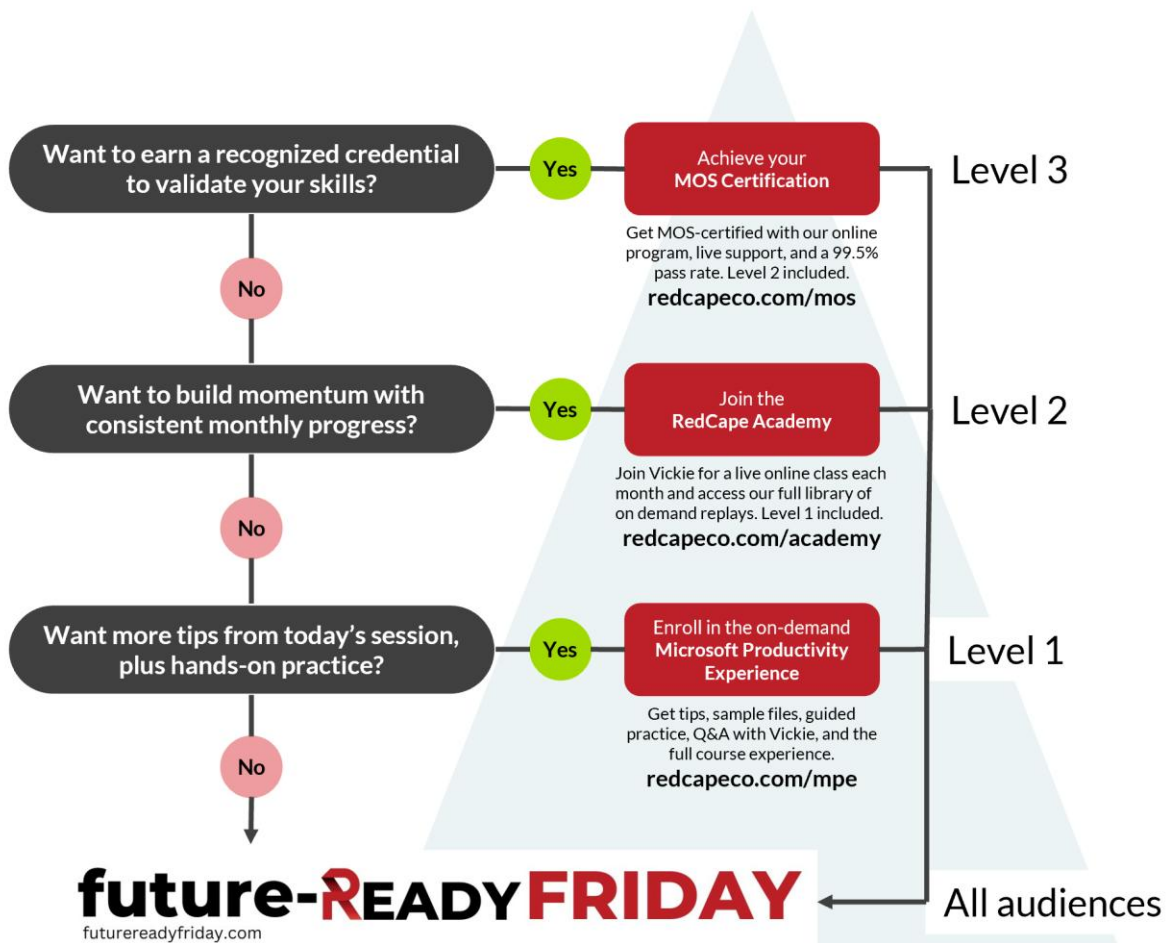 Want to earn a recognized credential
to validate your skills?
Yes
Achieve your
MOS Certification
Level 3
Get MOS-certified with our online
program, live support, and a 99.5%
pass rate. Level 2 included.
redcapeco.com/mos
No
Want to build momentum with
consistent monthly progress?
Yes
Join the
RedCape Academy
Level 2
Join Vickie for a live online class each
month and access our full library of
on demand replays. Level 1 included.
redcapeco.com/academy
No
Want more tips from today's session,
plus hands-on practice?
Yes
Enroll in the on-demand
Microsoft Productivity
Experience
Level 1
Get tips, sample files, guided
practice, Q&A with Vickie, and the
full course experience.
redcapeco.com/mpe
No
future-READY FRIDAY
futurereadyfriday.com
All audiences